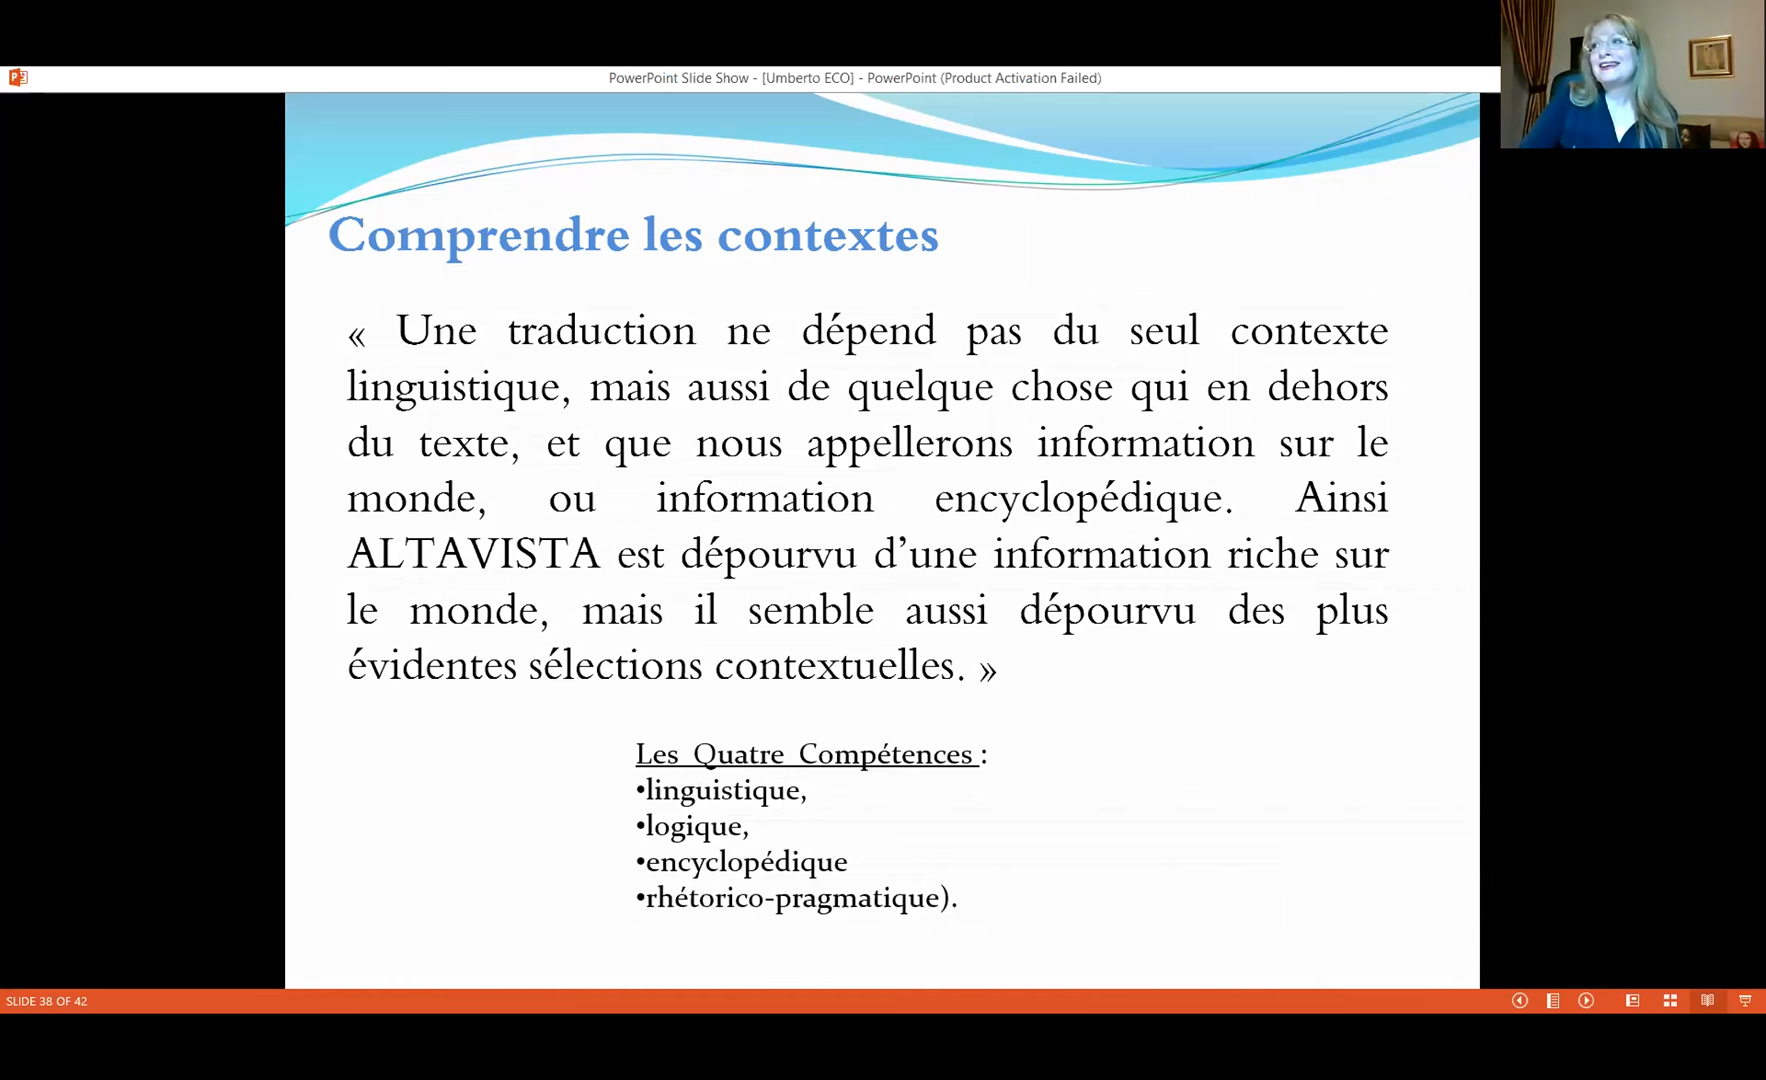 PowerPoint Slide Show - [Umberto ECO] - PowerPoint (Product Activation Failed)
Comprendre les contextes
« Une traduction ne dépend pas du seul contexte
linguistique, mais aussi de quelque chose qui en dehors
du texte, et que nous appellerons information sur le
monde, ou information encyclopédique. Ainsi
ALTAVISTA est dépourvu d’une information riche sur
le monde, mais il semble aussi dépourvu des plus
évidentes sélections contextuelles. »
Les Quatre Compétences :
•linguistique,
•logique,
•encyclopédique
•rhétorico-pragmatique).
SLIDE 38 OF 42